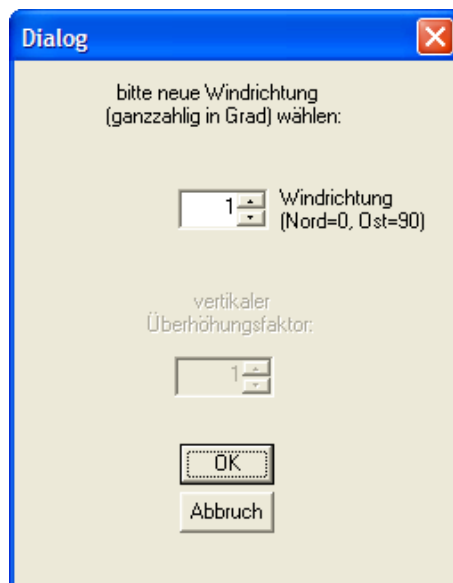 Dialog
bitte neue Windrichtung
(ganzzahlig in Grad) wählen:
1
Windrichtung
(Nord=0, Ost=90)
vertikaler
Überhöhungsfaktor:
1
OK
Abbruch